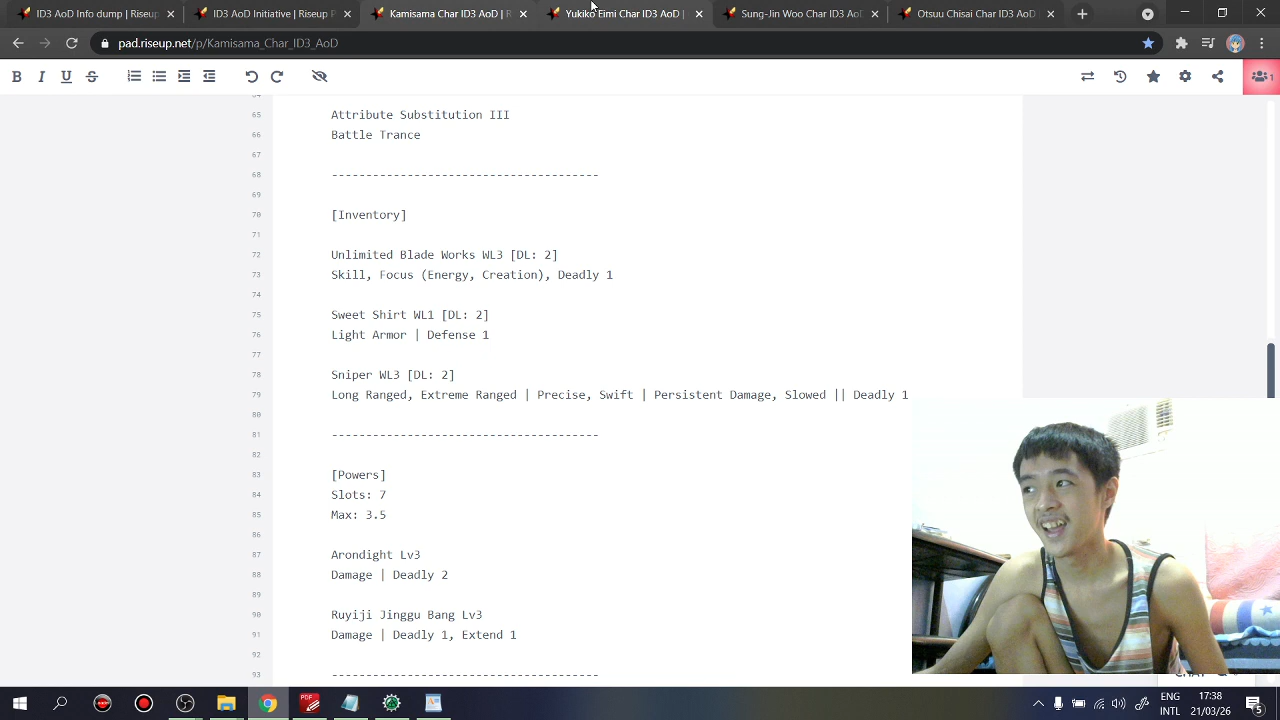 ID3 AoD Info dump | Riseup P
ID3 AoD Initiative | Riseup P
Kamisama Char ID3 AoD | R
Yukiko Eimi Char ID3 AoD |
Sung-Jin Woo Char ID3 AoD
Otsuu Chisai Char ID3 AoD |
pad.riseup.net/p/Kamisama_Char_ID3_AoD
B I U S
1
64
65 Attribute Substitution III
66 Battle Trance
67
68 ---------------------------------------
69
70 [Inventory]
71
72 Unlimited Blade Works WL3 [DL: 2]
73 Skill, Focus (Energy, Creation), Deadly 1
74
75 Sweet Shirt WL1 [DL: 2]
76 Light Armor | Defense 1
77
78 Sniper WL3 [DL: 2]
79 Long Ranged, Extreme Ranged | Precise, Swift | Persistent Damage, Slowed || Deadly 1
80
81 ---------------------------------------
82
83 [Powers]
84 Slots: 7
85 Max: 3.5
86
87 Arondight Lv3
88 Damage | Deadly 2
89
90 Ruyiji Jinggu Bang Lv3
91 Damage | Deadly 1, Extend 1
92
93 ---------------------------------------
ENG
INTL
17:38
21/03/26
5